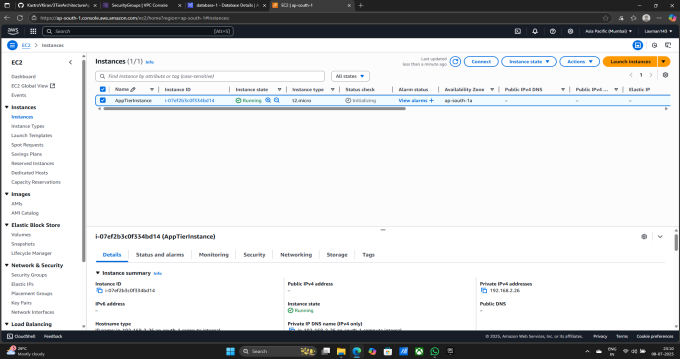 KastroVKiran/3TierArchitecture
SecurityGroups | VPC Console
database-1 - Database Details | A
EC2 | ap-south-1
https://ap-south-1.console.aws.amazon.com/ec2/home?region=ap-south-1#Instances:
aws
Search
[Alt+S]
Asia Pacific (Mumbai)
EC2 > Instances
EC2
Dashboard
EC2 Global View
Events
Instances
Instances
Instance Types
Launch Templates
Spot Requests
Savings Plans
Reserved Instances
Dedicated Hosts
Capacity Reservations
Images
AMIs
AMI Catalog
Elastic Block Store
Volumes
Snapshots
Lifecycle Manager
Network & Security
Security Groups
Elastic IPs
Placement Groups
Key Pairs
Network Interfaces
Load Balancing
Instances (1/1) Info
Last updated
less than a minute ago
Connect
Instance state
Actions
Launch instances
Find Instance by attribute or tag (case-sensitive)
All states
1
Name Instance ID Instance state Instance type Status check Alarm status Availability Zone Public IPv4 DNS Public IPv4 ... Elastic IP
AppTierInstance i-07ef2b3c0f334bd14 Running t2.micro Initializing View alarms + ap-south-1a – – –
i-07ef2b3c0f334bd14 (AppTierInstance)
Details Status and alarms Monitoring Security Networking Storage Tags
Instance summary Info
Instance ID
i-07ef2b3c0f334bd14
Public IPv4 address
–
Private IPv4 addresses
192.168.2.26
IPv6 address
–
Instance state
Running
Public DNS
–
Hostname type
Private IP DNS name (IPv4 only)
CloudShell Feedback
© 2025, Amazon Web Services, Inc. or its affiliates. Privacy Terms Cookie preferences
26°C
Mostly cloudy
Search
ENG
IN
08-07-2025